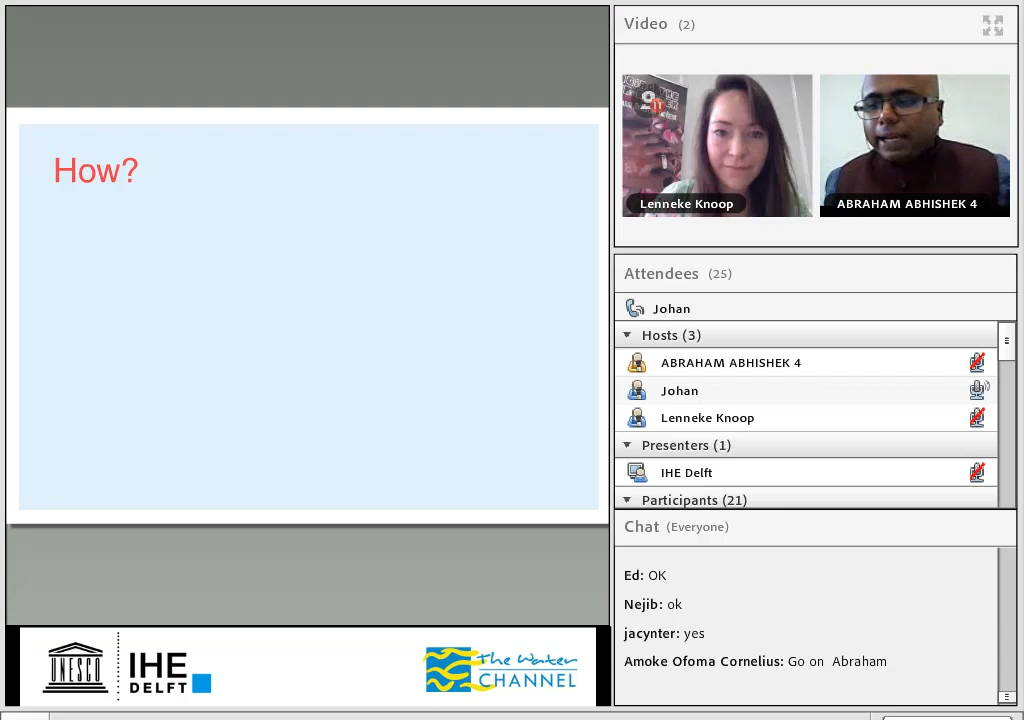 How?
UNESCO
IHE
DELFT
The Water
CHANNEL
Video (2)
Lenneke Knoop
ABRAHAM ABHISHEK 4
Attendees (25)
Johan
Hosts (3)
ABRAHAM ABHISHEK 4
Johan
Lenneke Knoop
Presenters (1)
IHE Delft
Participants (21)
Chat (Everyone)
Ed: OK
Nejib: ok
jacynter: yes
Amoke Ofoma Cornelius: Go on Abraham